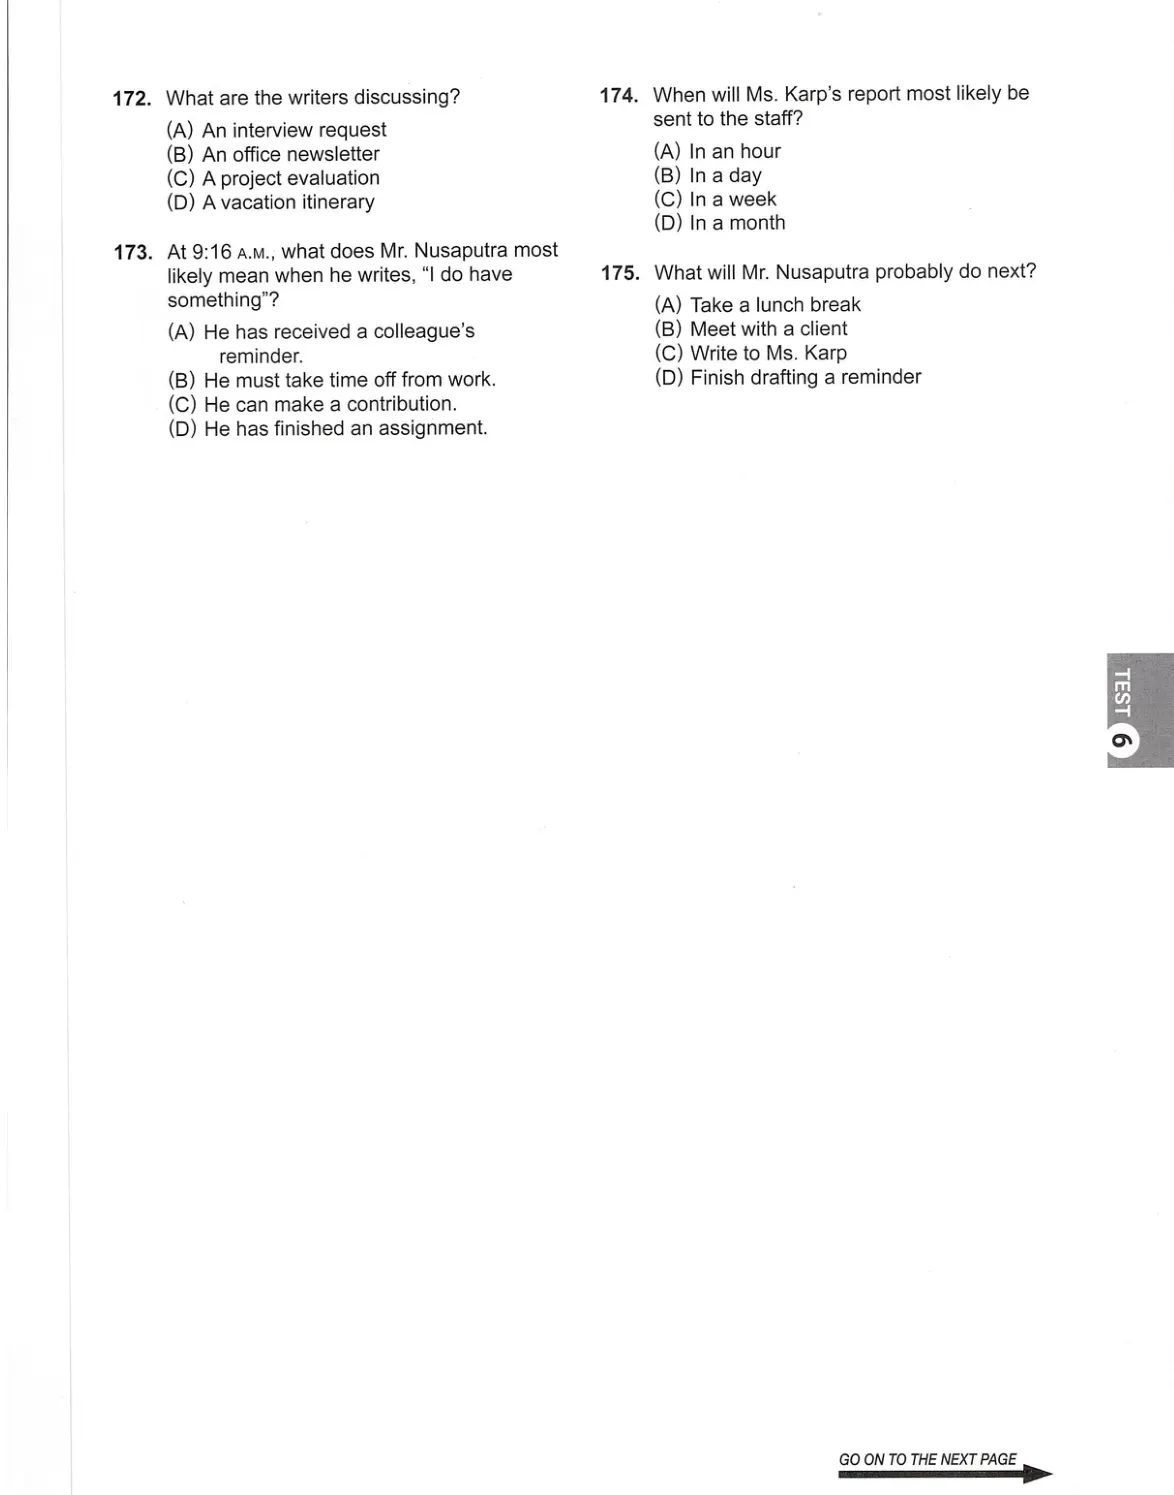 172. What are the writers discussing?
(A) An interview request
(B) An office newsletter
(C) A project evaluation
(D) A vacation itinerary
173. At 9:16 A.M., what does Mr. Nusaputra most
likely mean when he writes, “I do have
something”?
(A) He has received a colleague’s
reminder.
(B) He must take time off from work.
(C) He can make a contribution.
(D) He has finished an assignment.
174. When will Ms. Karp’s report most likely be
sent to the staff?
(A) In an hour
(B) In a day
(C) In a week
(D) In a month
175. What will Mr. Nusaputra probably do next?
(A) Take a lunch break
(B) Meet with a client
(C) Write to Ms. Karp
(D) Finish drafting a reminder
TEST 6
GO ON TO THE NEXT PAGE